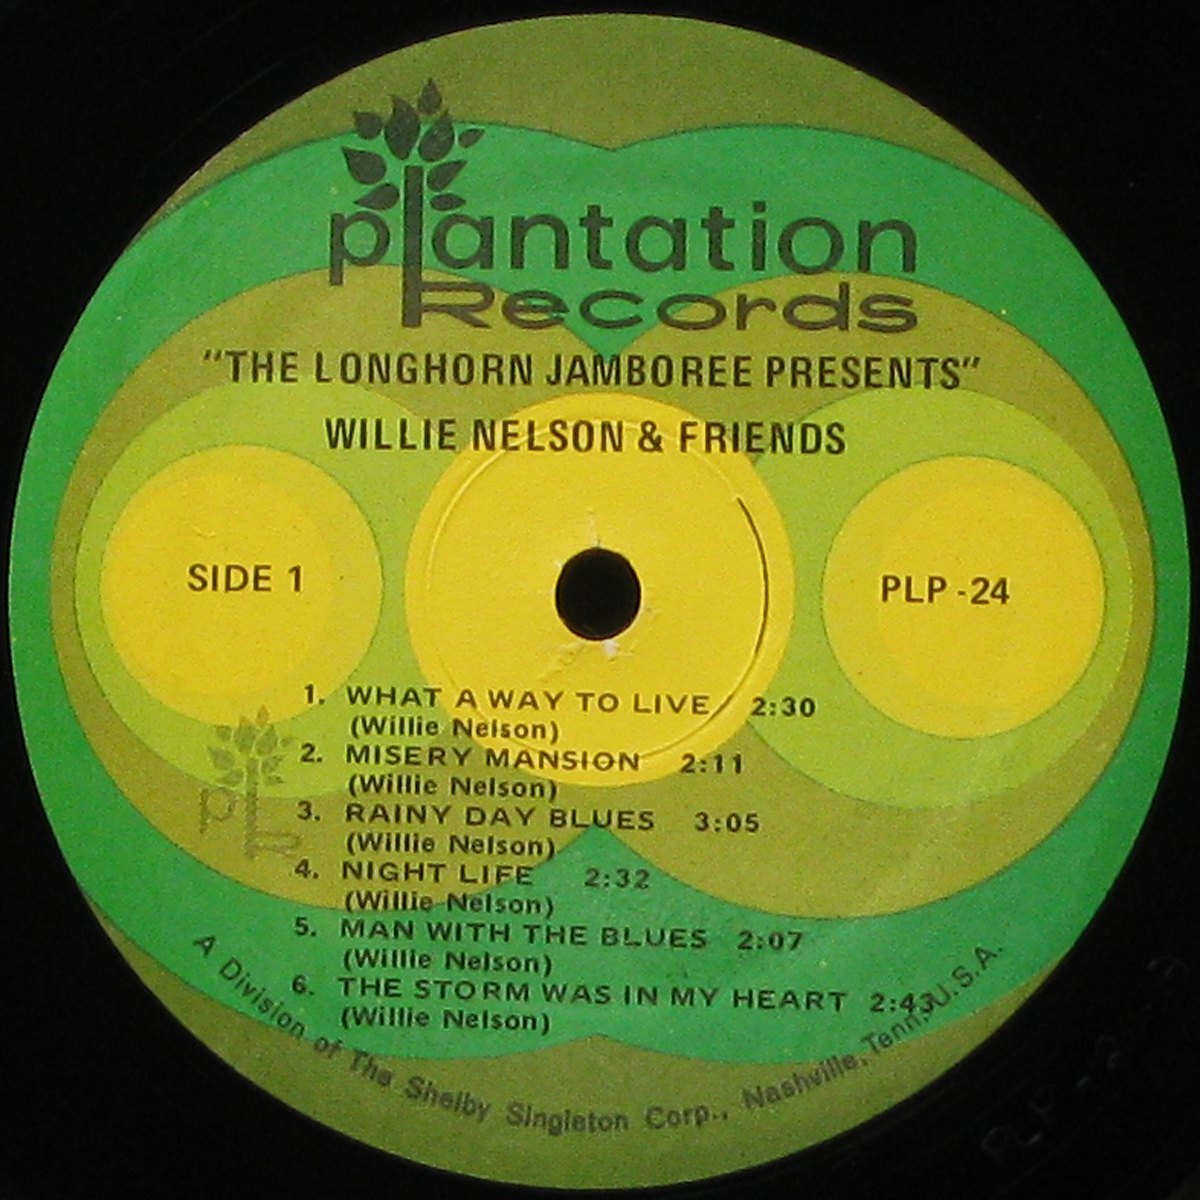 plantation
Records
"THE LONGHORN JAMBOREE PRESENTS"
WILLIE NELSON & FRIENDS
SIDE 1
PLP -24
1. WHAT A WAY TO LIVE 2:30
(Willie Nelson)
2. MISERY MANSION 2:11
(Willie Nelson)
3. RAINY DAY BLUES 3:05
(Willie Nelson)
4. NIGHT LIFE 2:32
(Willie Nelson)
5. MAN WITH THE BLUES 2:07
(Willie Nelson)
6. THE STORM WAS IN MY HEART 2:43
(Willie Nelson)
A Division of The Shelby Singleton Corp., Nashville, Tenn. U.S.A.